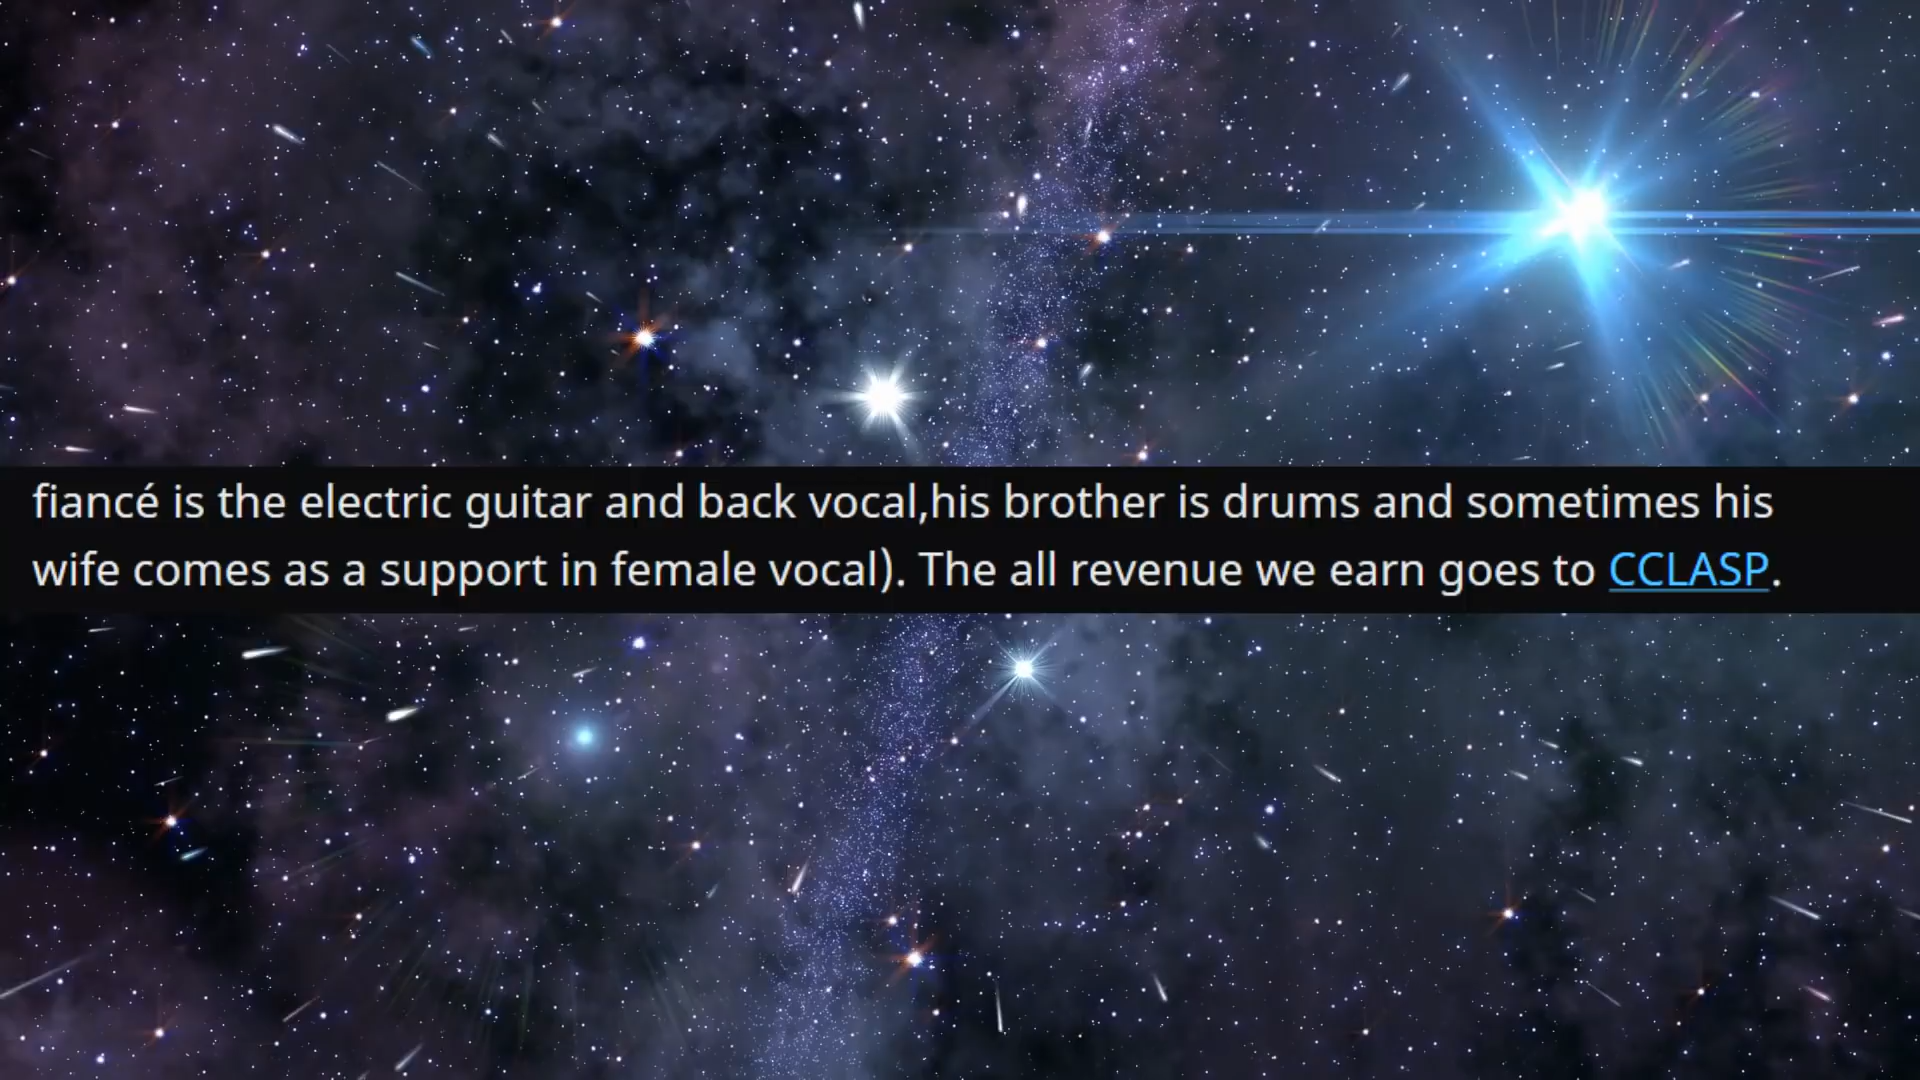 fiancé is the electric guitar and back vocal,his brother is drums and sometimes his
wife comes as a support in female vocal). The all revenue we earn goes to CCLASP.